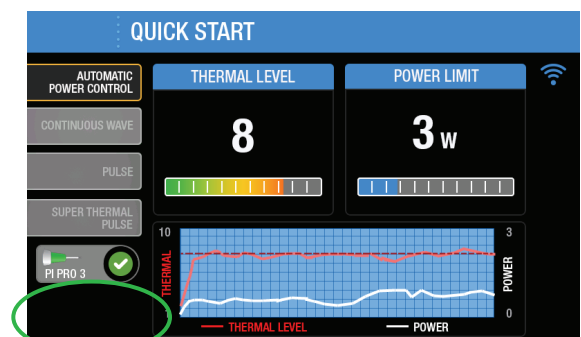 QUICK START
AUTOMATIC
POWER CONTROL
CONTINUOUS WAVE
PULSE
SUPER THERMAL
PULSE
PI PRO 3
THERMAL LEVEL
8
POWER LIMIT
3 W
10
THERMAL
3
POWER
0
THERMAL LEVEL
POWER